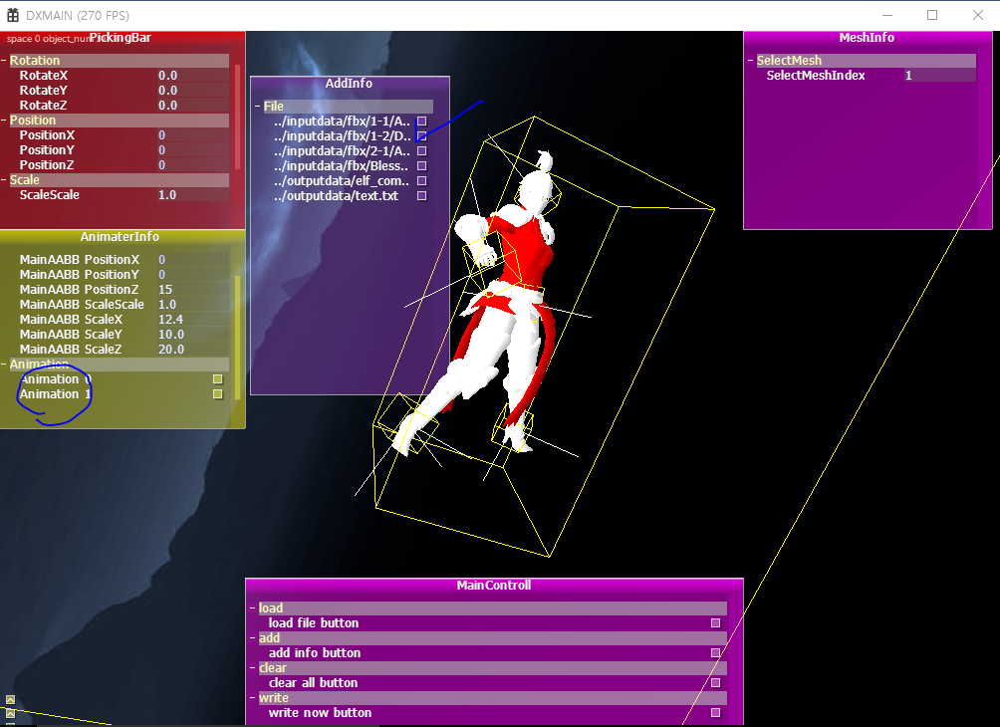 DXMAIN (270 FPS)
space 0 object_num
PickingBar
Rotation
RotateX 0.0
RotateY 0.0
RotateZ 0.0
Position
PositionX 0
PositionY 0
PositionZ 0
Scale
ScaleScale 1.0
AnimaterInfo
MainAABB PositionX 0
MainAABB PositionY 0
MainAABB PositionZ 15
MainAABB ScaleScale 1.0
MainAABB ScaleX 12.4
MainAABB ScaleY 10.0
MainAABB ScaleZ 20.0
Animation
Animation 0
Animation 1
AddInfo
File
../inputdata/fbx/1-1/A..
../inputdata/fbx/1-2/D..
../inputdata/fbx/2-1/A..
../inputdata/fbx/Bless..
../outputdata/elf_com..
../outputdata/text.txt
MeshInfo
SelectMesh
SelectMeshIndex 1
MainControll
load
load file button
add
add info button
clear
clear all button
write
write now button